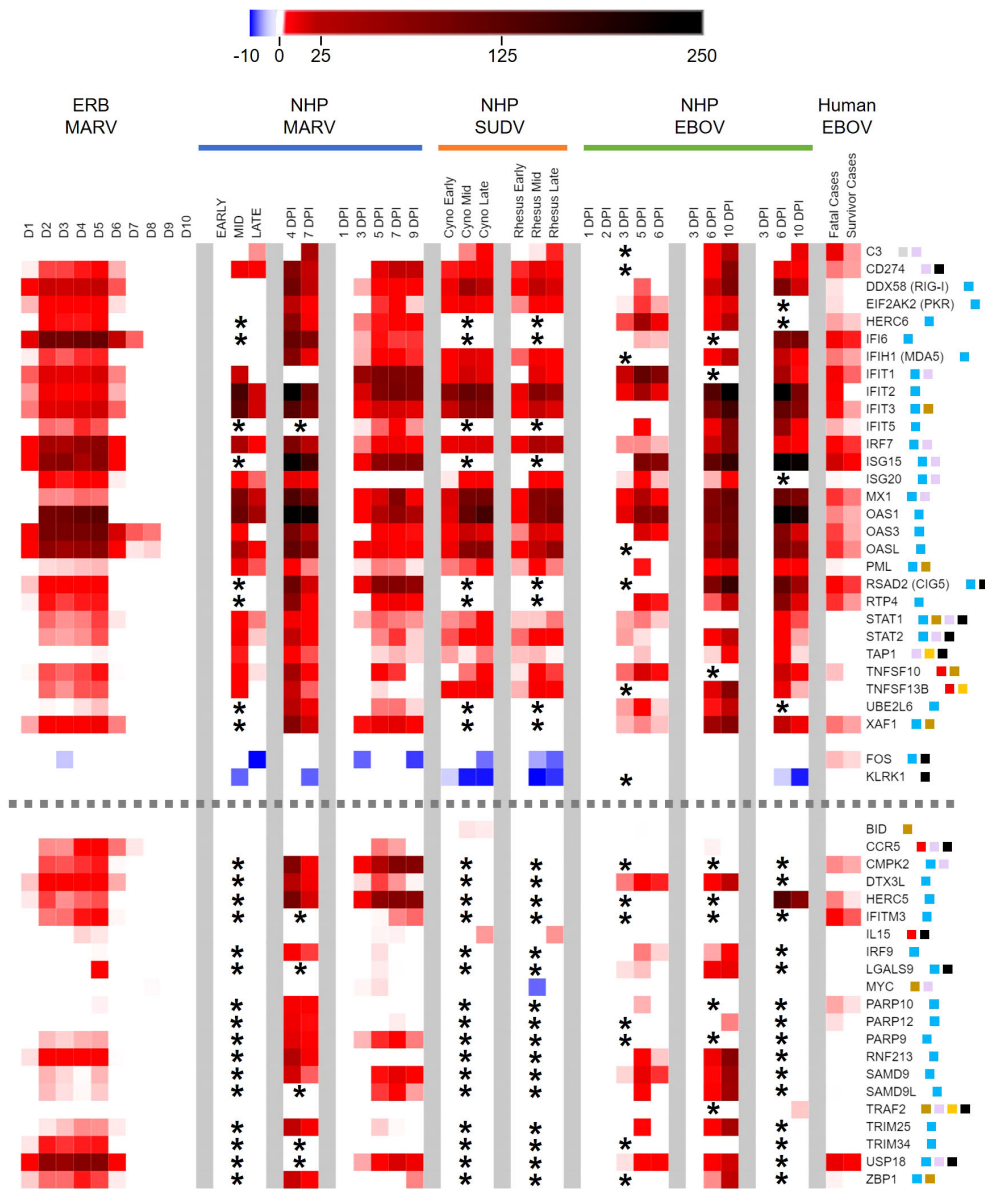 -10 0 25 125 250
ERB MARV
NHP MARV
NHP SUDV
NHP EBOV
Human EBOV
D1 D2 D3 D4 D5 D6 D7 D8 D9 D10
EARLY MID LATE
4 DPI 7 DPI
1 DPI 3 DPI 5 DPI 7 DPI 9 DPI
Cyno Early Cyno Mid Cyno Late
Rhesus Early Rhesus Mid Rhesus Late
1 DPI 2 DPI 3 DPI 5 DPI 6 DPI
3 DPI 6 DPI 10 DPI
3 DPI 6 DPI 10 DPI
Fatal Cases Survivor Cases
* C3
* CD274
DDX58 (RIG-I)
* EIF2AK2 (PKR)
* * * * HERC6
* * * * IFI6
* IFIH1 (MDA5)
* IFIT1
IFIT2
IFIT3
* * * * IFIT5
IRF7
* * * ISG15
* ISG20
MX1
OAS1
OAS3
* OASL
PML
* * * * RSAD2 (CIG5)
* * * RTP4
STAT1
STAT2
TAP1
* TNFSF10
* TNFSF13B
* * * * UBE2L6
* * * XAF1
FOS
* KLRK1
BID
CCR5
* * * * * * CMPK2
* * * * DTX3L
* * * * * * HERC5
* * * * * * * IFITM3
IL15
* * * * IRF9
* * * * * LGALS9
MYC
* * * * * PARP10
* * * * * PARP12
* * * * * PARP9
* * * * RNF213
* * * * SAMD9
* * * * * SAMD9L
* TRAF2
* * * * TRIM25
* * * * * * TRIM34
* * * * * USP18
* * * * * ZBP1